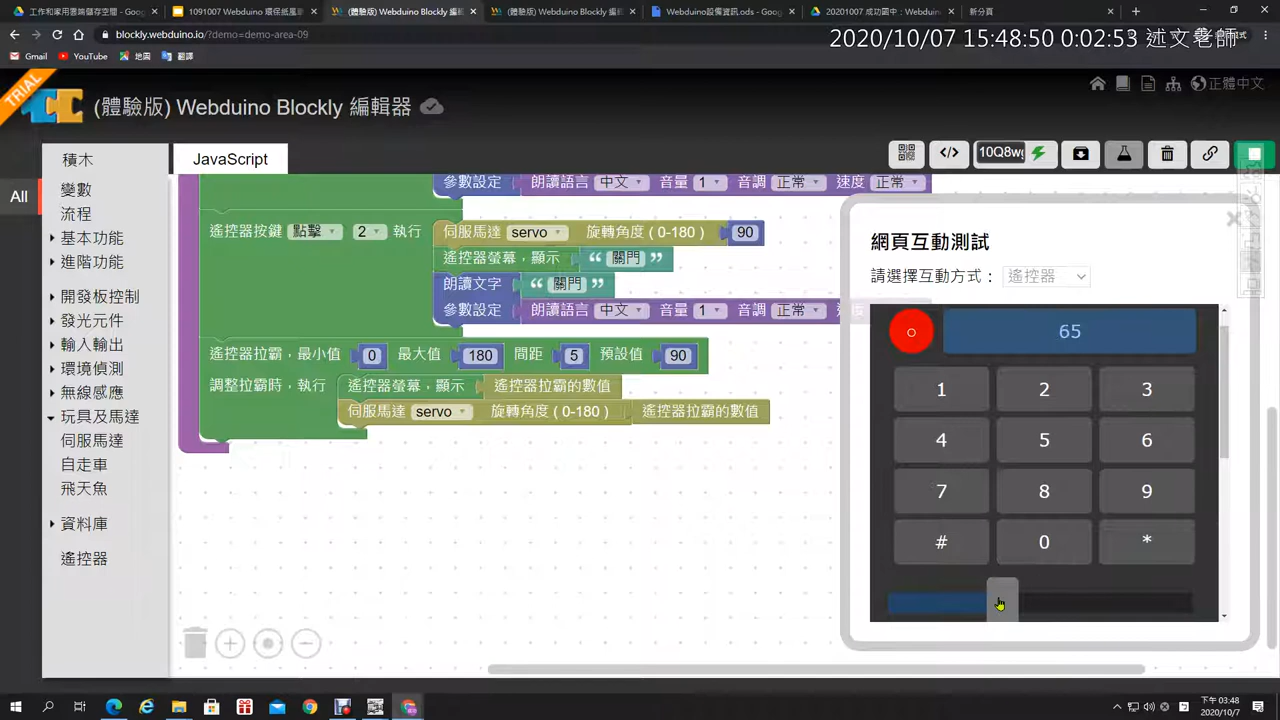 工作和家用雲端儲存空間 - Goog
1091007 Webduino 環保紙風車
(體驗版) Webduino Blockly 編輯
(體驗版) Webduino Blockly 編輯
Webduino設備資訊.ods - Google
20201007 成功國中：Webduino
新分頁
blockly.webduino.io/?demo=demo-area-09
2020/10/07 15:48:50 0:02:53 述文老師
Gmail
YouTube
地圖
翻譯
TRIAL
(體驗版) Webduino Blockly 編輯器
正體中文
積木
JavaScript
10Q8w
All
變數
流程
基本功能
進階功能
開發板控制
發光元件
輸入輸出
環境偵測
無線感應
玩具及馬達
伺服馬達
自走車
飛天魚
資料庫
遙控器
參數設定 朗讀語言 中文 音量 1 音調 正常 速度 正常
遙控器按鍵 點擊 2 執行 伺服馬達 servo 旋轉角度 ( 0-180 ) 90
遙控器螢幕，顯示 “ 關門 ”
朗讀文字 “ 關門 ”
參數設定 朗讀語言 中文 音量 1 音調 正常
遙控器拉霸，最小值 0 最大值 180 間距 5 預設值 90
調整拉霸時，執行 遙控器螢幕，顯示 遙控器拉霸的數值
伺服馬達 servo 旋轉角度 ( 0-180 ) 遙控器拉霸的數值
網頁互動測試
請選擇互動方式： 遙控器
65
1 2 3
4 5 6
7 8 9
# 0 *
下午 03:48
2020/10/7